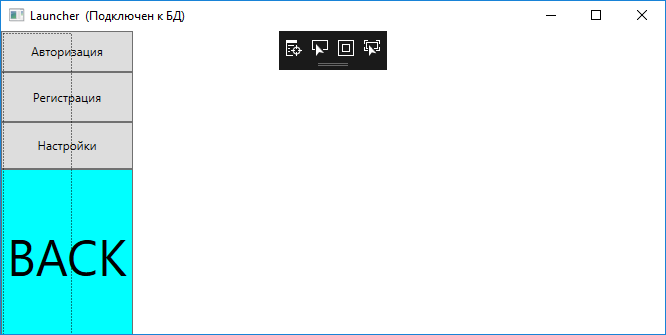 Launcher (Подключен к БД)
Авторизация
Регистрация
Настройки
BACK